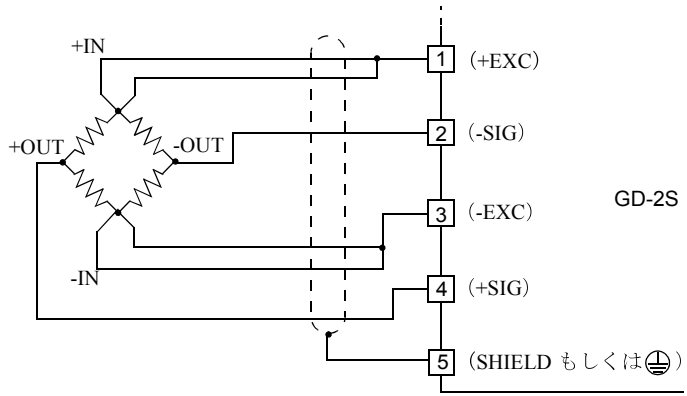 +IN
1 (+EXC)
+OUT
-OUT
2 (-SIG)
3 (-EXC)
GD-2S
-IN
4 (+SIG)
5 (SHIELD もしくは)